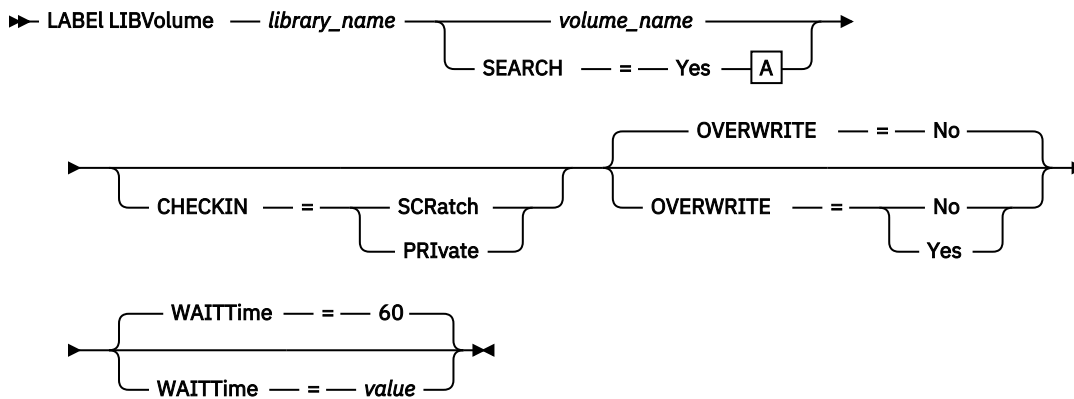 LABEl LIBVolume library_name volume_name
SEARCH = Yes A
OVERWRITE = No
CHECKIN = SCRatch OVERWRITE = No
PRIvate Yes
WAITTime = 60
WAITTime = value